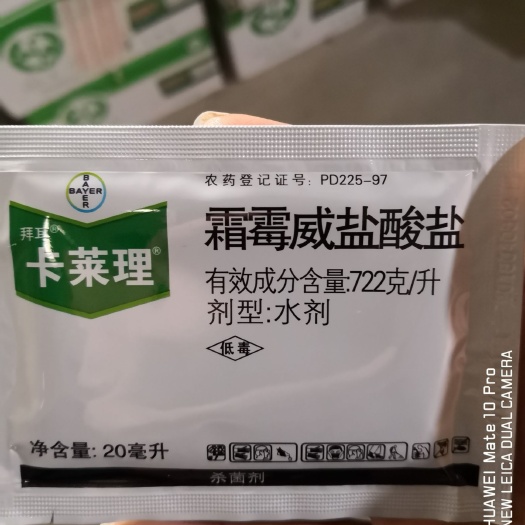 农药登记证号：PD225-97
BAYER
BAYER
拜耳®
卡莱理®
霜霉威盐酸盐
有效成分含量:722克/升
剂型:水剂
低毒
净含量: 20毫升
杀菌剂
HUAWEI Mate 10 Pro
NEW LEICA DUAL CAMERA